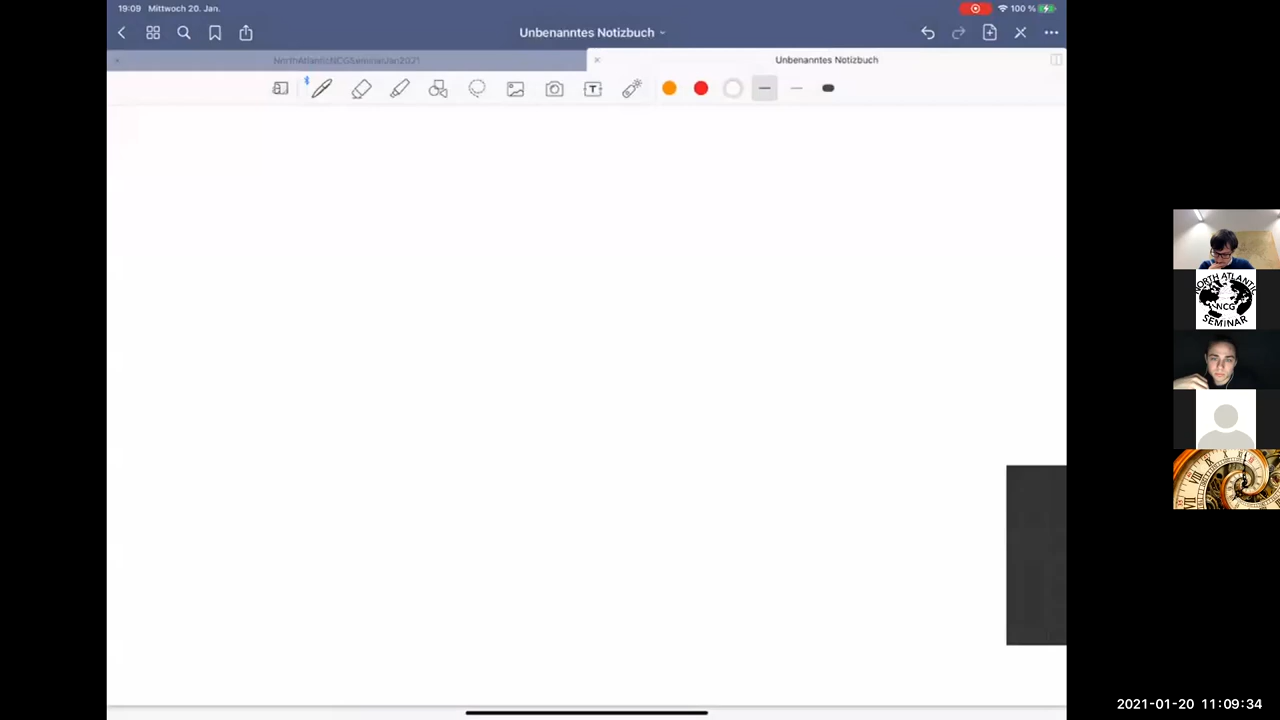 19:09 Mittwoch 20. Jan.
100 %
Unbenanntes Notizbuch
NorthAtlanticNCGSeminarJan2021
Unbenanntes Notizbuch
T
NORTH ATLANTIC
NCG
SEMINAR
2021-01-20 11:09:34